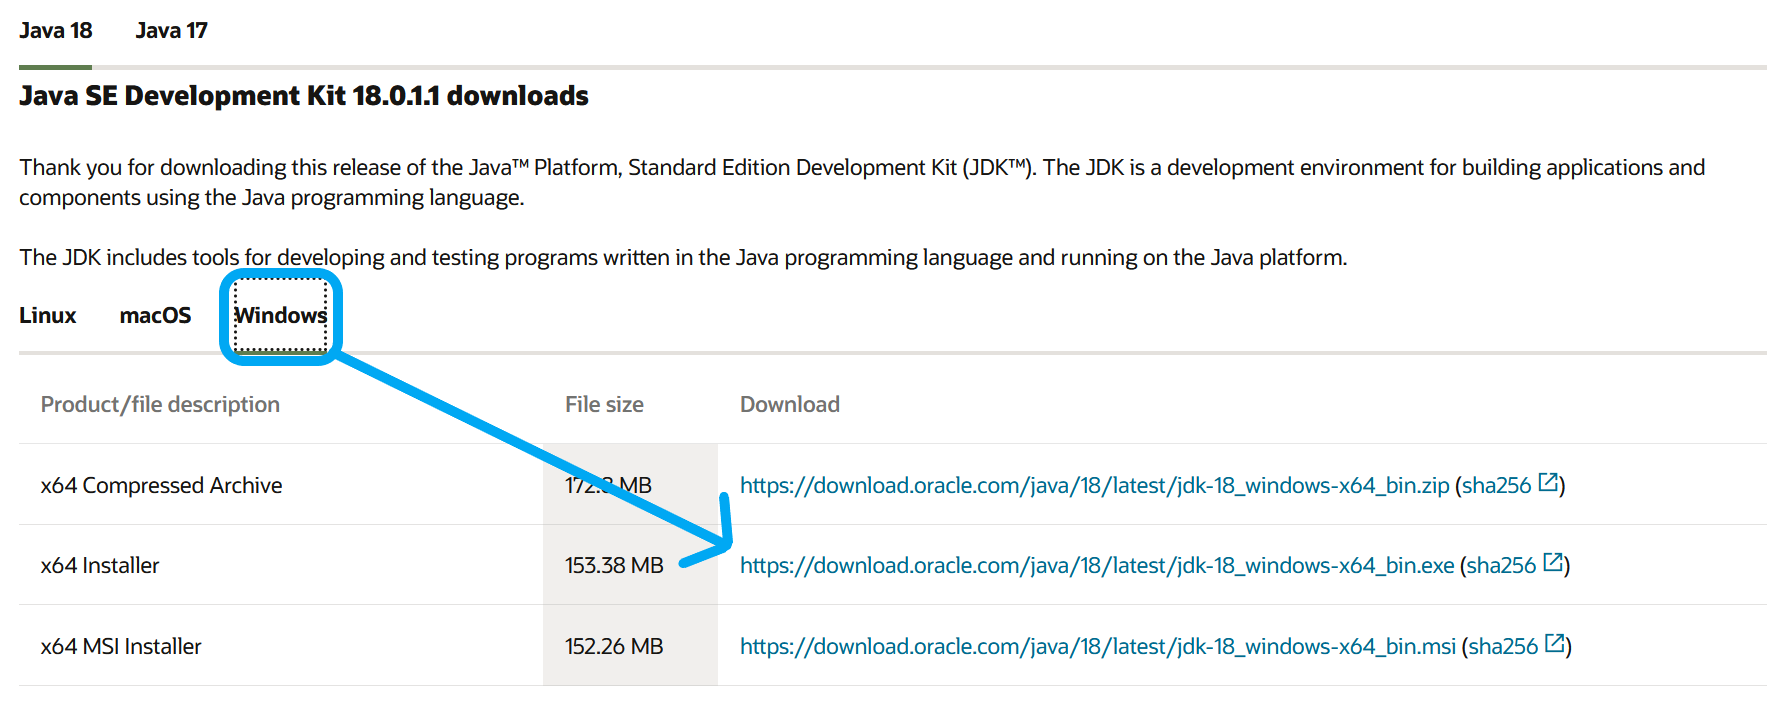 Java 18 Java 17
Java SE Development Kit 18.0.1.1 downloads
Thank you for downloading this release of the Java™ Platform, Standard Edition Development Kit (JDK™). The JDK is a development environment for building applications and
components using the Java programming language.
The JDK includes tools for developing and testing programs written in the Java programming language and running on the Java platform.
Linux macOS Windows
Product/file description File size Download
x64 Compressed Archive 172.8 MB https://download.oracle.com/java/18/latest/jdk-18_windows-x64_bin.zip (sha256)
x64 Installer 153.38 MB https://download.oracle.com/java/18/latest/jdk-18_windows-x64_bin.exe (sha256)
x64 MSI Installer 152.26 MB https://download.oracle.com/java/18/latest/jdk-18_windows-x64_bin.msi (sha256)